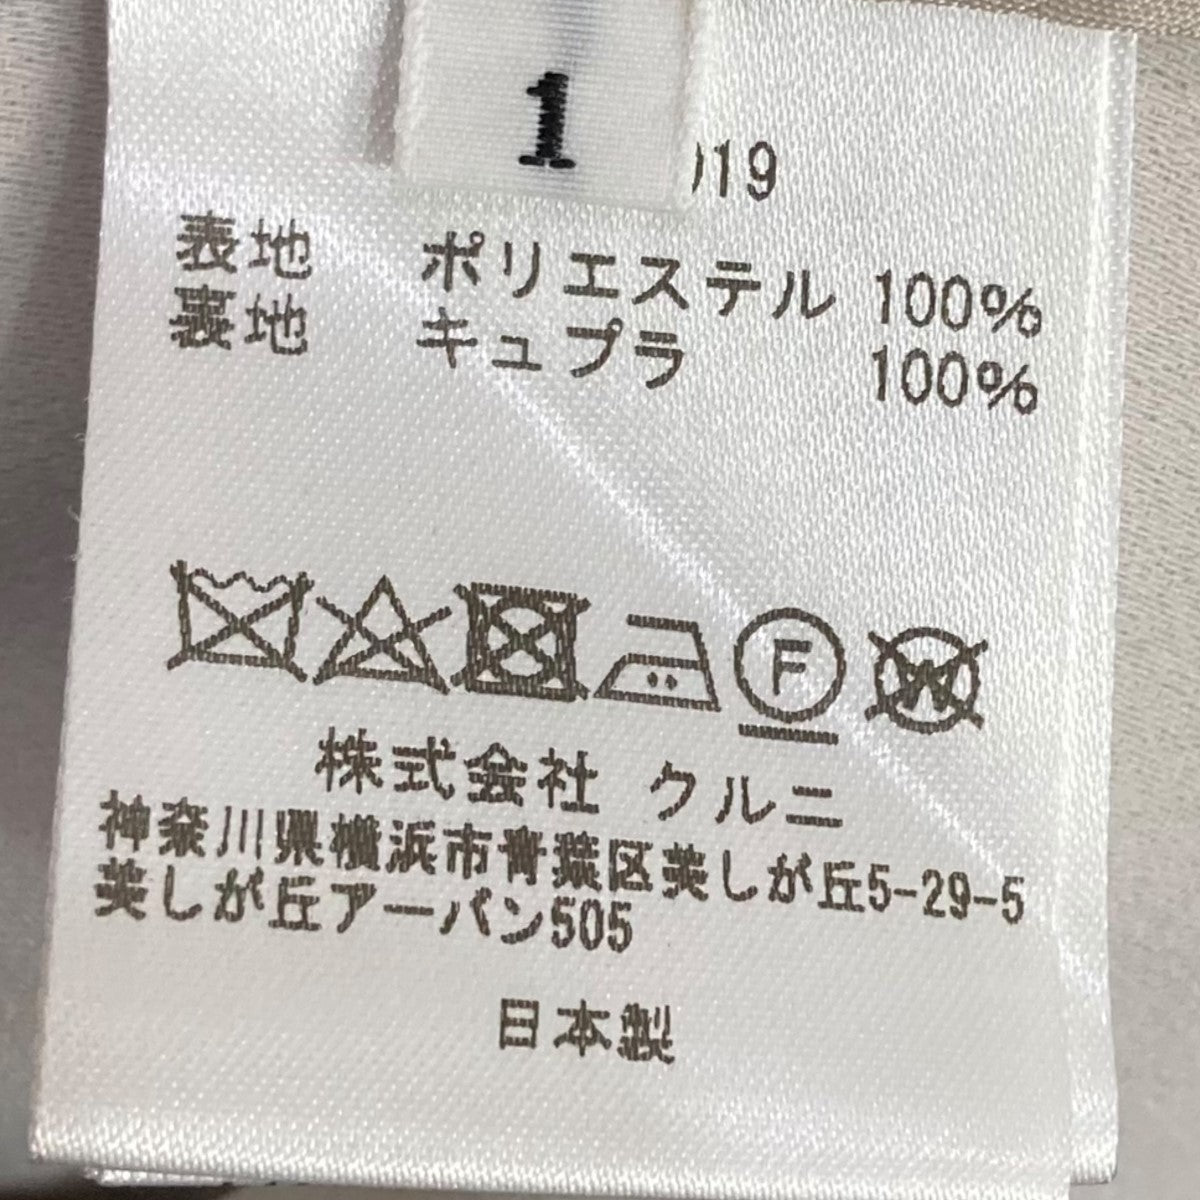 1
19
表地 ポリエステル 100%
裏地 キュプラ 100%
F W
株式会社 クルニ
神奈川県横浜市青葉区美しが丘5-29-5
美しが丘アーバン505
日本製